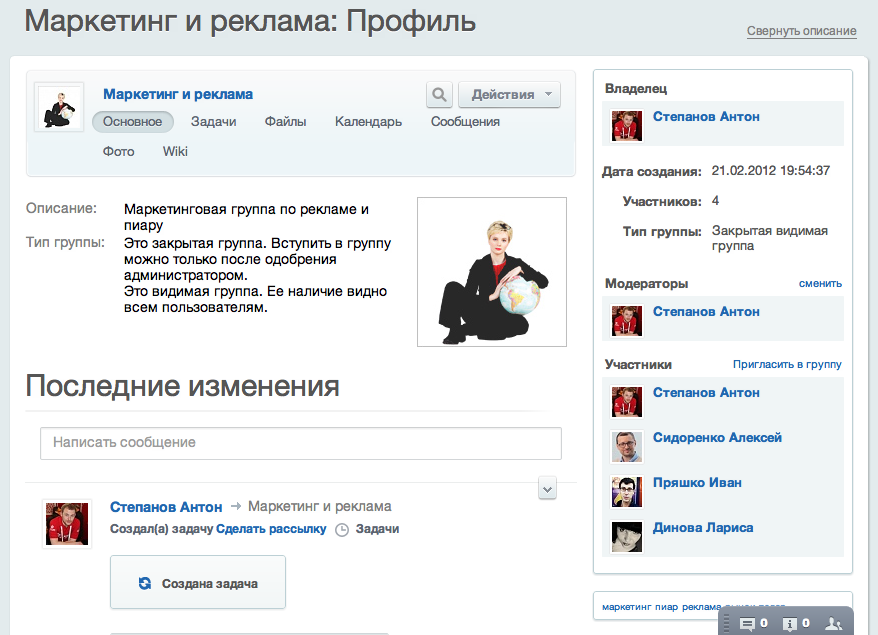 Маркетинг и реклама: Профиль
Свернуть описание
Маркетинг и реклама
Действия
Основное Задачи Файлы Календарь Сообщения
Фото Wiki
Описание: Маркетинговая группа по рекламе и
пиару
Тип группы: Это закрытая группа. Вступить в группу
можно только после одобрения
администратором.
Это видимая группа. Ее наличие видно
всем пользователям.
Последние изменения
Написать сообщение
Степанов Антон → Маркетинг и реклама
Создал(а) задачу Сделать рассылку Задачи
Создана задача
Владелец
Степанов Антон
Дата создания: 21.02.2012 19:54:37
Участников: 4
Тип группы: Закрытая видимая
группа
Модераторы сменить
Степанов Антон
Участники Пригласить в группу
Степанов Антон
Сидоренко Алексей
Пряшко Иван
Динова Лариса
маркетинг пиар реклама
0 0